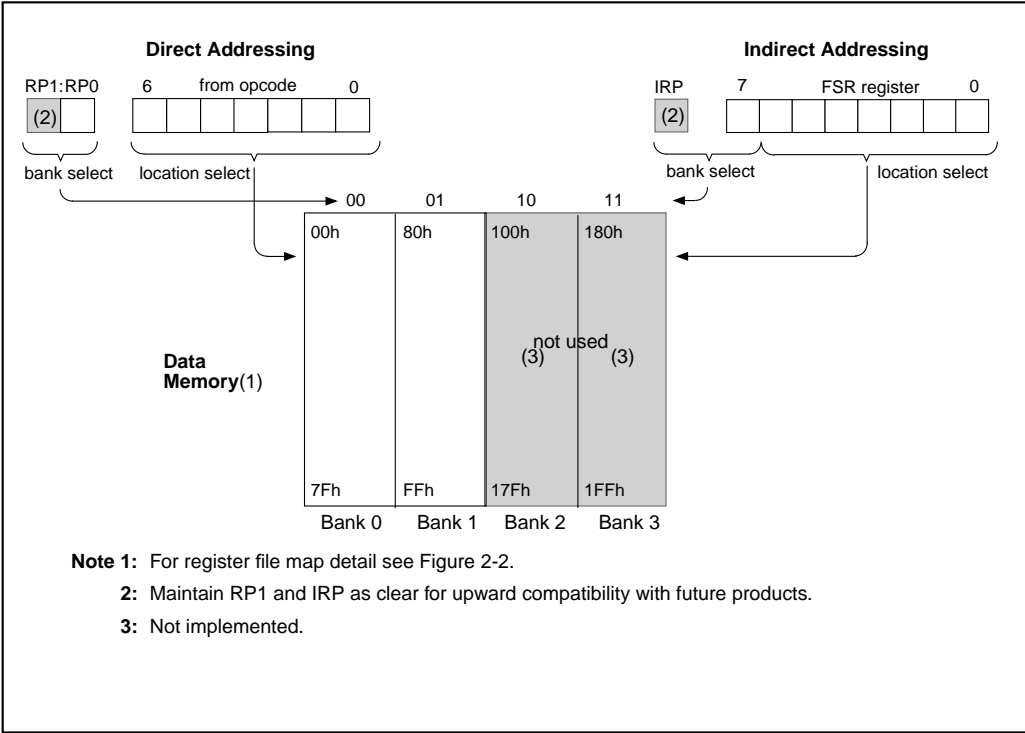 Direct Addressing
Indirect Addressing
RP1:RP0
6 from opcode 0
IRP
7 FSR register 0
(2)
(2)
bank select
location select
bank select
location select
00 01 10 11
00h 80h 100h 180h
not used
(3) (3)
Data
Memory(1)
7Fh FFh 17Fh 1FFh
Bank 0 Bank 1 Bank 2 Bank 3
Note 1: For register file map detail see Figure 2-2.
2: Maintain RP1 and IRP as clear for upward compatibility with future products.
3: Not implemented.